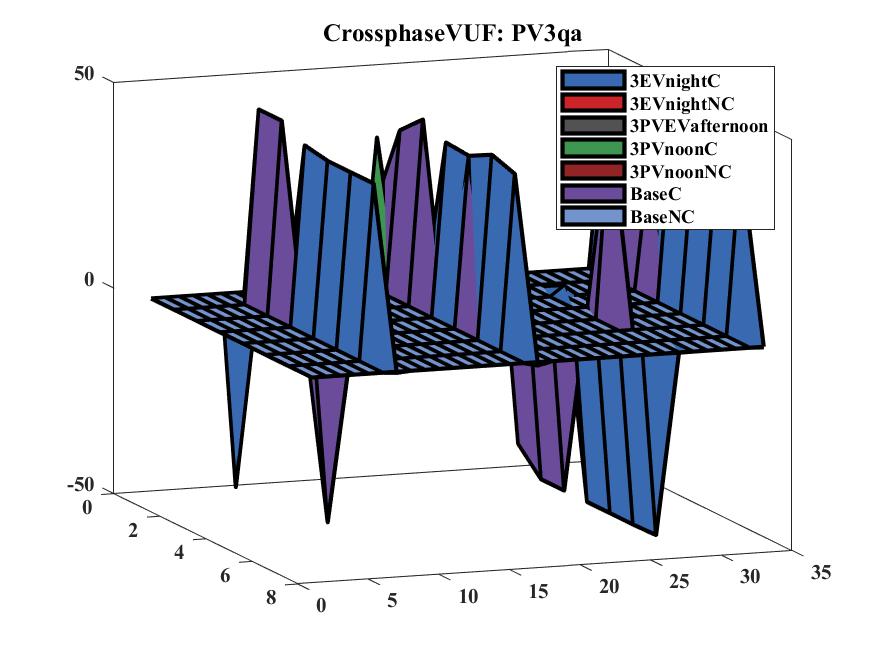 CrossphaseVUF: PV3qa
50
3EVnightC
3EVnightNC
3PVEVafternoon
3PVnoonC
3PVnoonNC
BaseC
BaseNC
0
-50
0
2
4
6
8
0
5
10
15
20
25
30
35